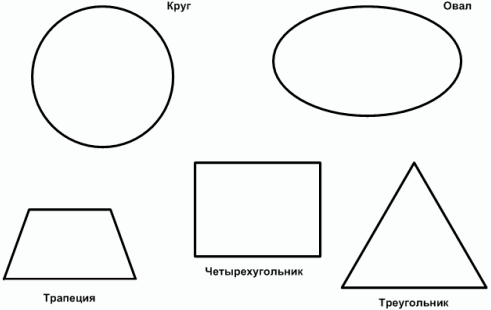 Круг
Овал
Четырехугольник
Трапеция
Треугольник